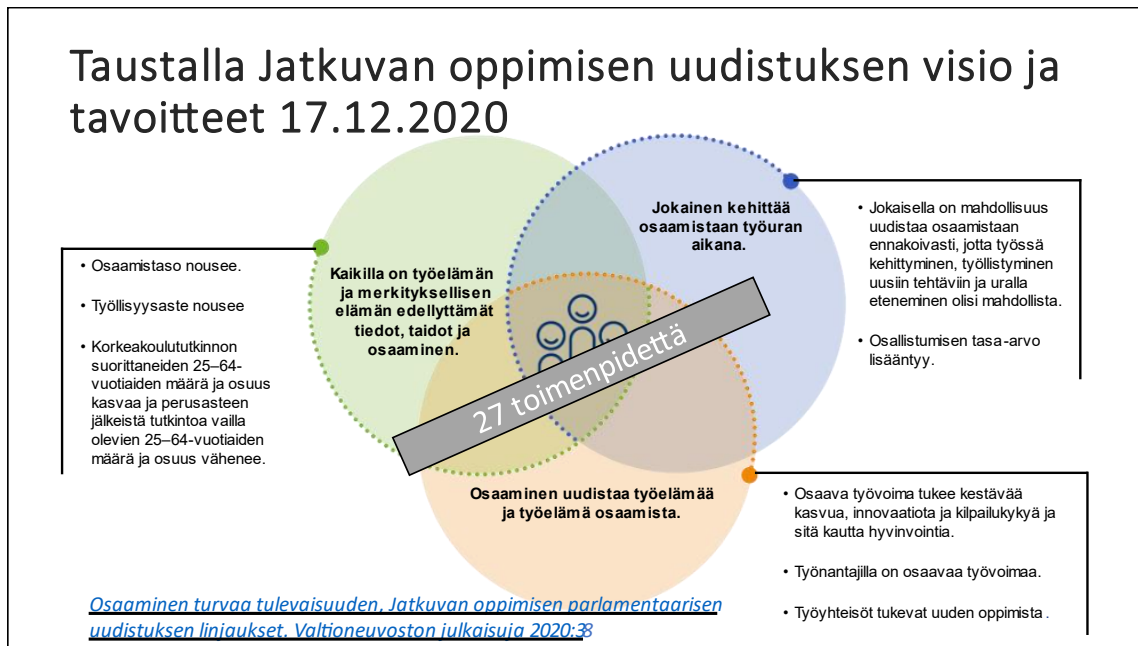 Taustalla Jatkuvan oppimisen uudistuksen visio ja
tavoitteet 17.12.2020
• Osaamistaso nousee.
• Työllisyysaste nousee
• Korkeakoulututkinnon
suorittaneiden 25–64-
vuotiaiden määrä ja osuus
kasvaa ja perusasteen
jälkeistä tutkintoa vailla
olevien 25–64-vuotiaiden
määrä ja osuus vähenee.
Kaikilla on työelämän
ja merkityksellisen
elämän edellyttämät
tiedot, taidot ja
osaaminen.
Jokainen kehittää
osaamistaan työuran
aikana.
• Jokaisella on mahdollisuus
uudistaa osaamistaan
ennakoivasti, jotta työssä
kehittyminen, työllistyminen
uusiin tehtäviin ja uralla
eteneminen olisi mahdollista.
• Osallistumisen tasa-arvo
lisääntyy.
27 toimenpidettä
Osaaminen uudistaa työelämää
ja työelämä osaamista.
• Osaava työvoima tukee kestävää
kasvua, innovaatiota ja kilpailukykyä ja
sitä kautta hyvinvointia.
• Työnantajilla on osaavaa työvoimaa.
• Työyhteisöt tukevat uuden oppimista.
Osaaminen turvaa tulevaisuuden, Jatkuvan oppimisen parlamentaarisen
uudistuksen linjaukset. Valtioneuvoston julkaisuja 2020:38